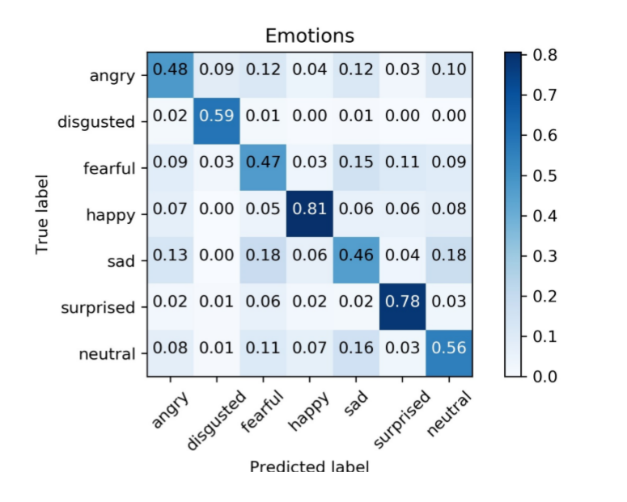 Emotions
angry 0.48 0.09 0.12 0.04 0.12 0.03 0.10
disgusted 0.02 0.59 0.01 0.00 0.01 0.00 0.00
fearful 0.09 0.03 0.47 0.03 0.15 0.11 0.09
happy 0.07 0.00 0.05 0.81 0.06 0.06 0.08
sad 0.13 0.00 0.18 0.06 0.46 0.04 0.18
surprised 0.02 0.01 0.06 0.02 0.02 0.78 0.03
neutral 0.08 0.01 0.11 0.07 0.16 0.03 0.56
True label
angry disgusted fearful happy sad surprised neutral
Predicted label
0.8
0.7
0.6
0.5
0.4
0.3
0.2
0.1
0.0